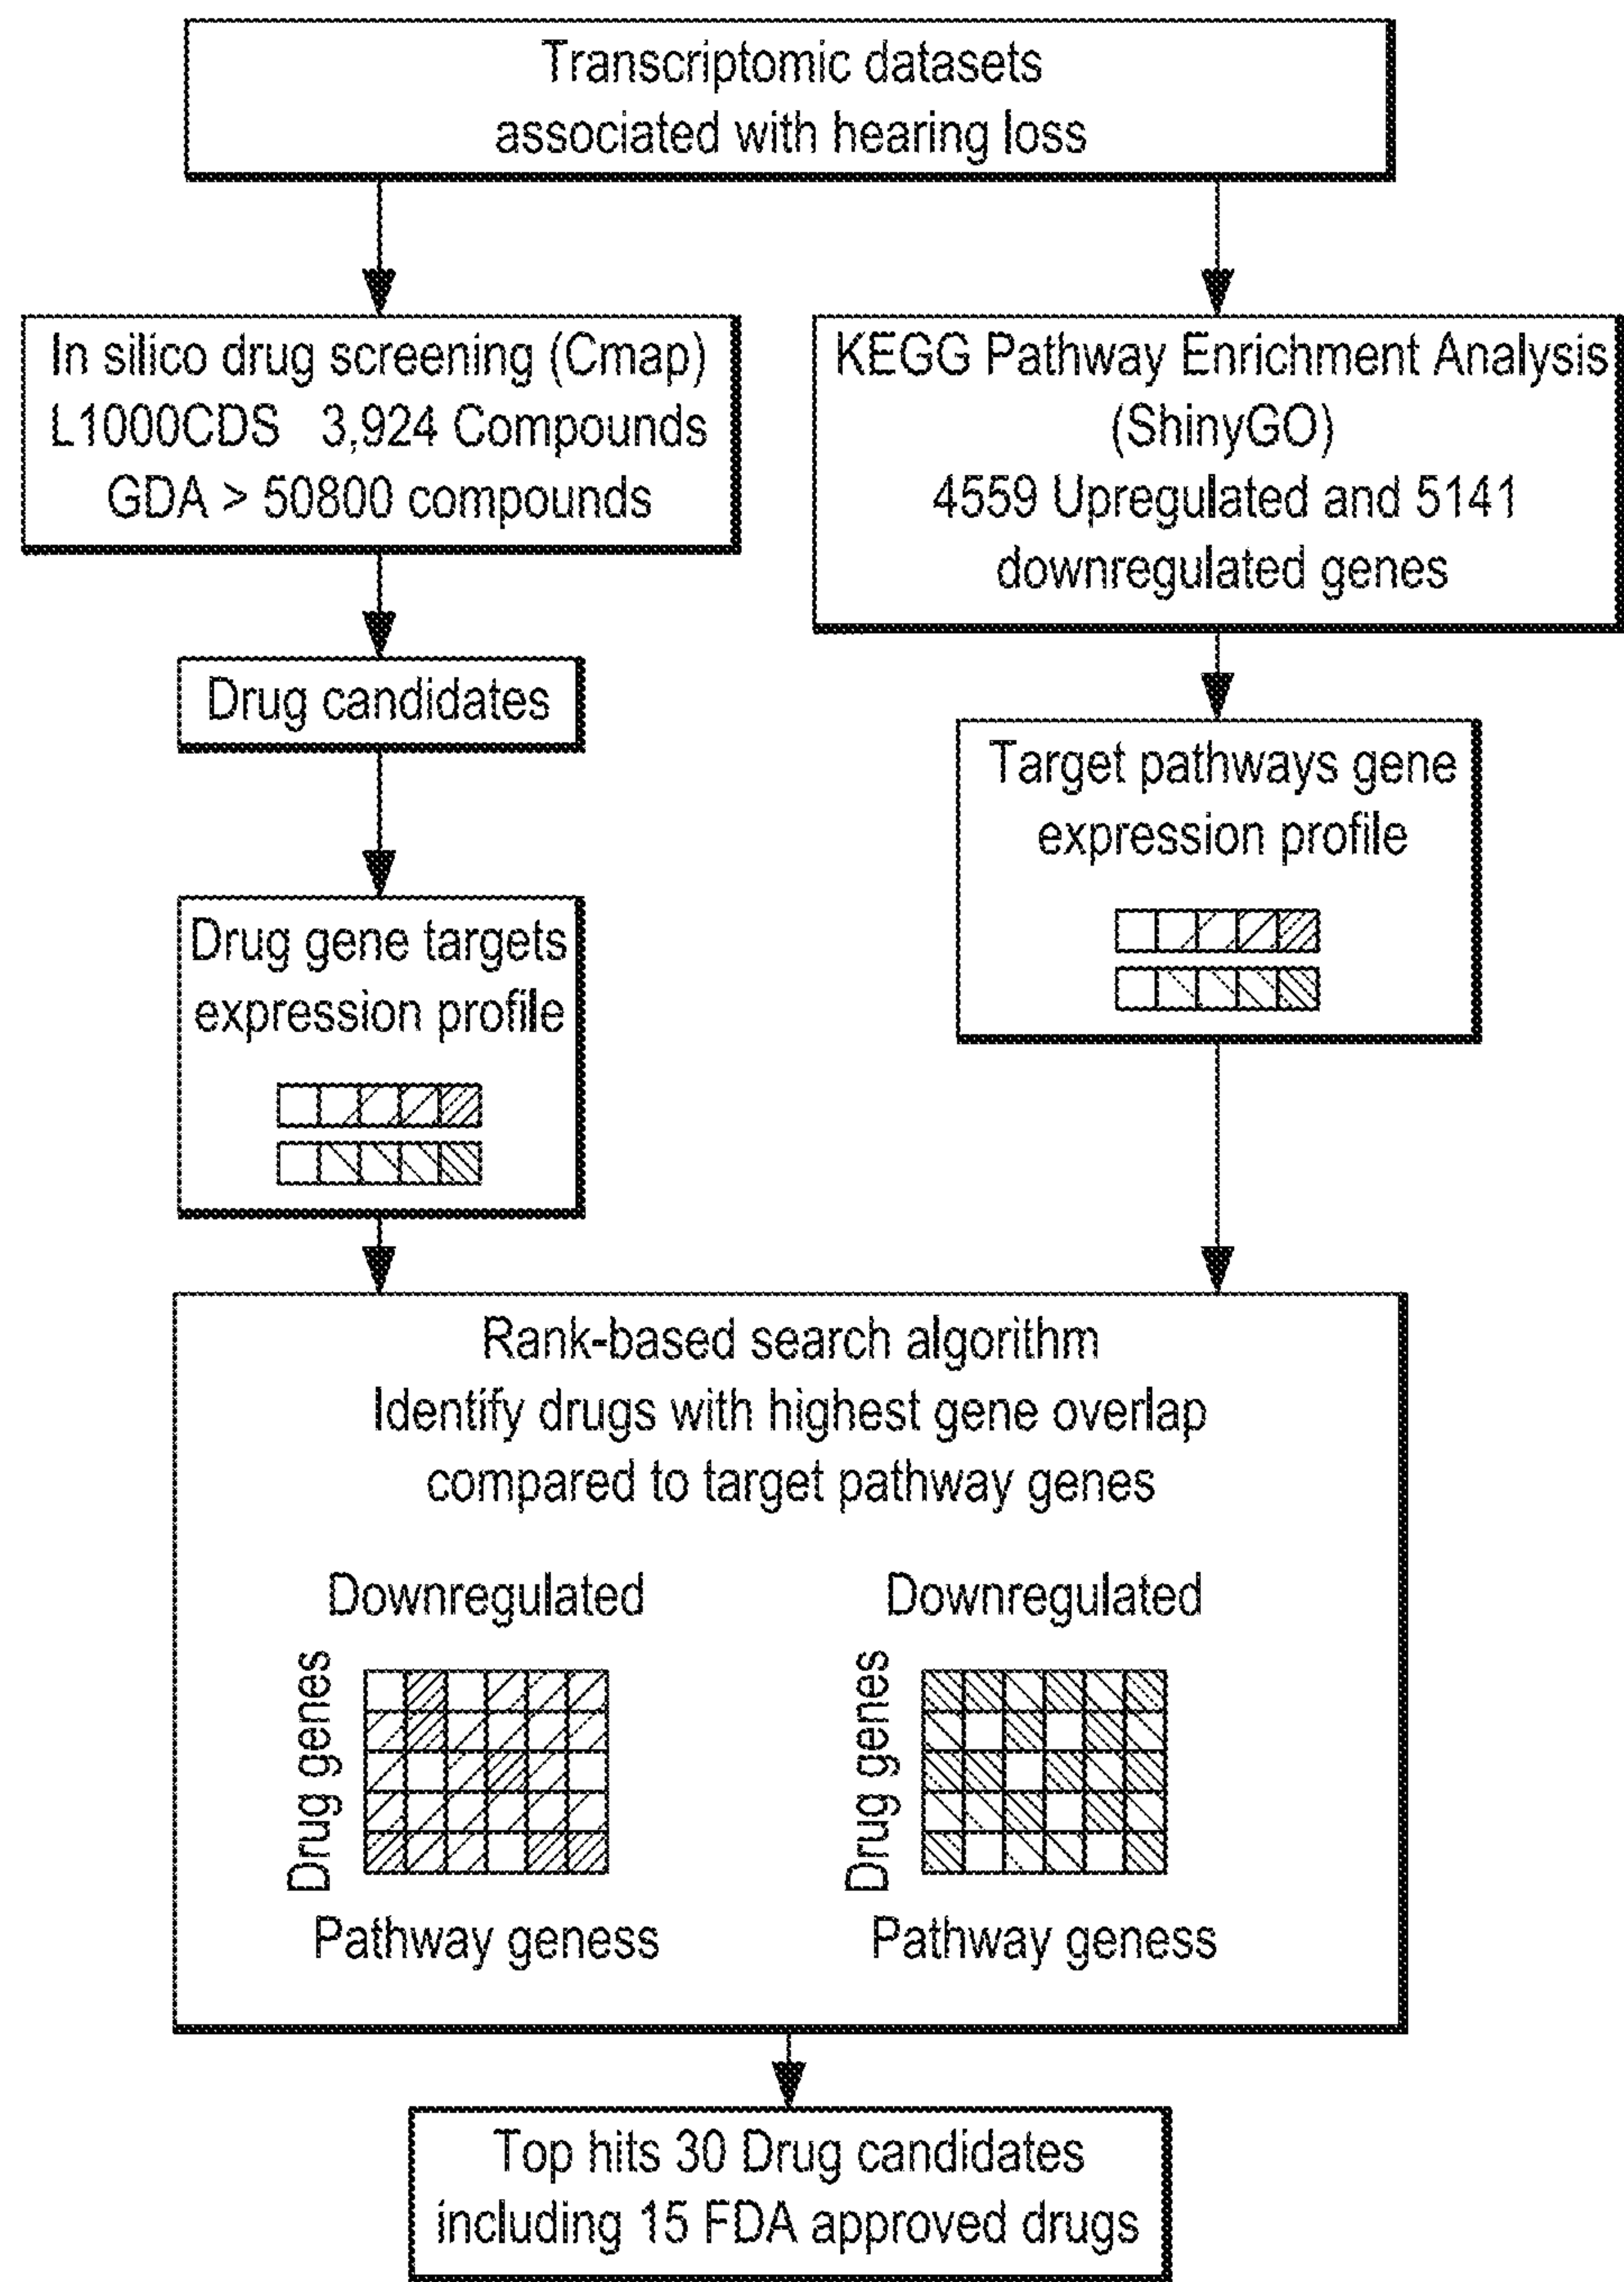 Transcriptomic datasets
associated with hearing loss
In silico drug screening (Cmap)
L1000CDS 3,924 Compounds
GDA > 50800 compounds
KEGG Pathway Enrichment Analysis
(ShinyGO)
4559 Upregulated and 5141
downregulated genes
Drug candidates
Target pathways gene
expression profile
Drug gene targets
expression profile
Rank-based search algorithm
Identify drugs with highest gene overlap
compared to target pathway genes
Downregulated
Drug genes
Pathway geness
Downregulated
Drug genes
Pathway geness
Top hits 30 Drug candidates
including 15 FDA approved drugs